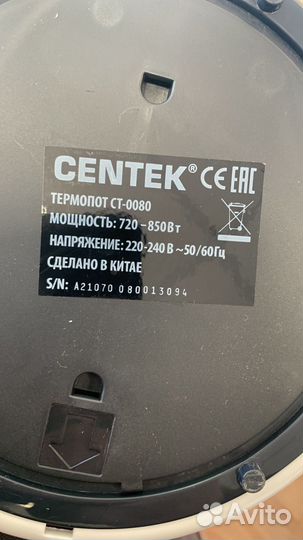 CENTEK® CE EAC
ТЕРМОПОТ CT-0080
МОЩНОСТЬ: 720-850Вт
НАПРЯЖЕНИЕ: 220-240 В ~50/60Гц
СДЕЛАНО В КИТАЕ
S/N: A21070 080013094
Avito